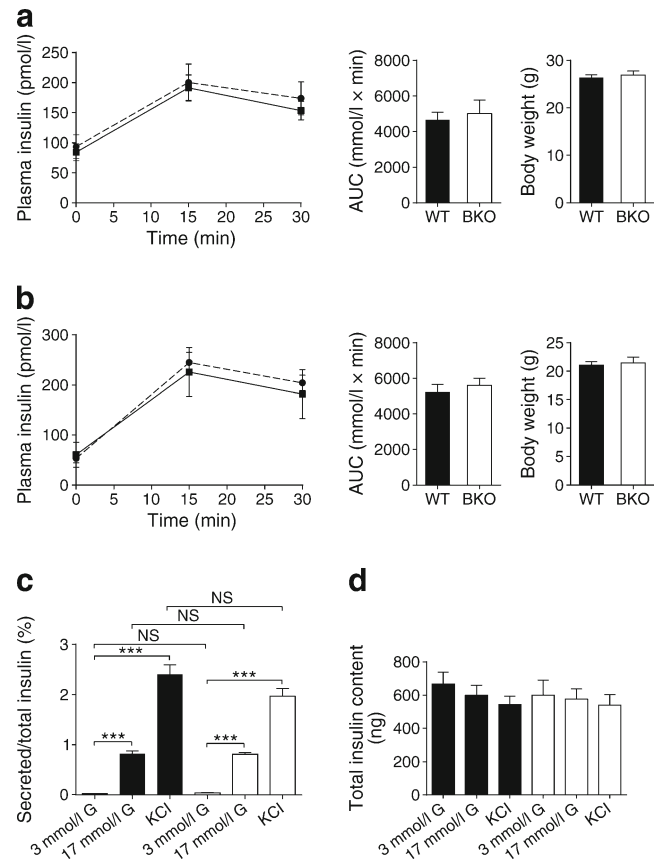 a
Plasma insulin (pmol/l)
250
200
150
100
50
0
0 5 10 15 20 25 30
Time (min)
AUC (mmol/l × min)
8000
6000
4000
2000
0
WT BKO
Body weight (g)
30
20
10
0
WT BKO
b
Plasma insulin (pmol/l)
300
200
100
0
0 5 10 15 20 25 30
Time (min)
AUC (mmol/l × min)
8000
6000
4000
2000
0
WT BKO
Body weight (g)
25
20
15
10
5
0
WT BKO
c
Secreted/total insulin (%)
3
2
1
0
NS
NS
NS
***
***
***
***
3 mmol/l G
17 mmol/l G
KCl
3 mmol/l G
17 mmol/l G
KCl
d
Total insulin content
(ng)
800
600
400
200
0
3 mmol/l G
17 mmol/l G
KCl
3 mmol/l G
17 mmol/l G
KCl